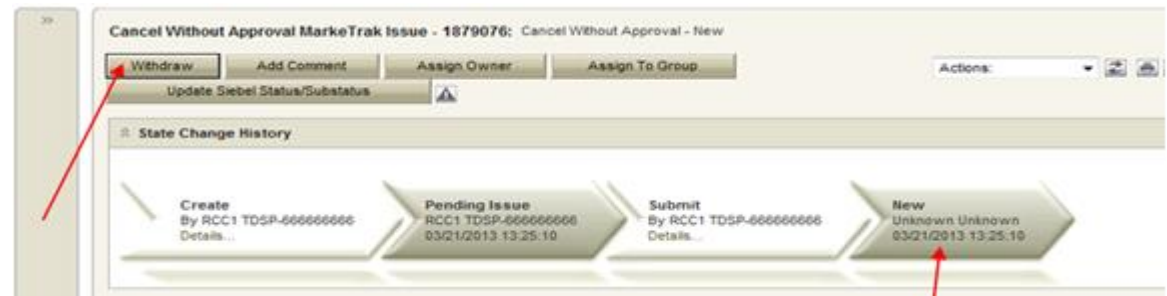 Cancel Without Approval MarkeTrak Issue - 1879076: Cancel Without Approval - New
Withdraw Add Comment Assign Owner Assign To Group Actions:
Update Siebel Status/Substatus
State Change History
Create Pending Issue Submit New
By RCC1 TDSP-666666666 RCC1 TDSP-666666666 By RCC1 TDSP-666666666 Unknown Unknown
Details... 03/21/2013 13:25:10 Details... 03/21/2013 13:25:10